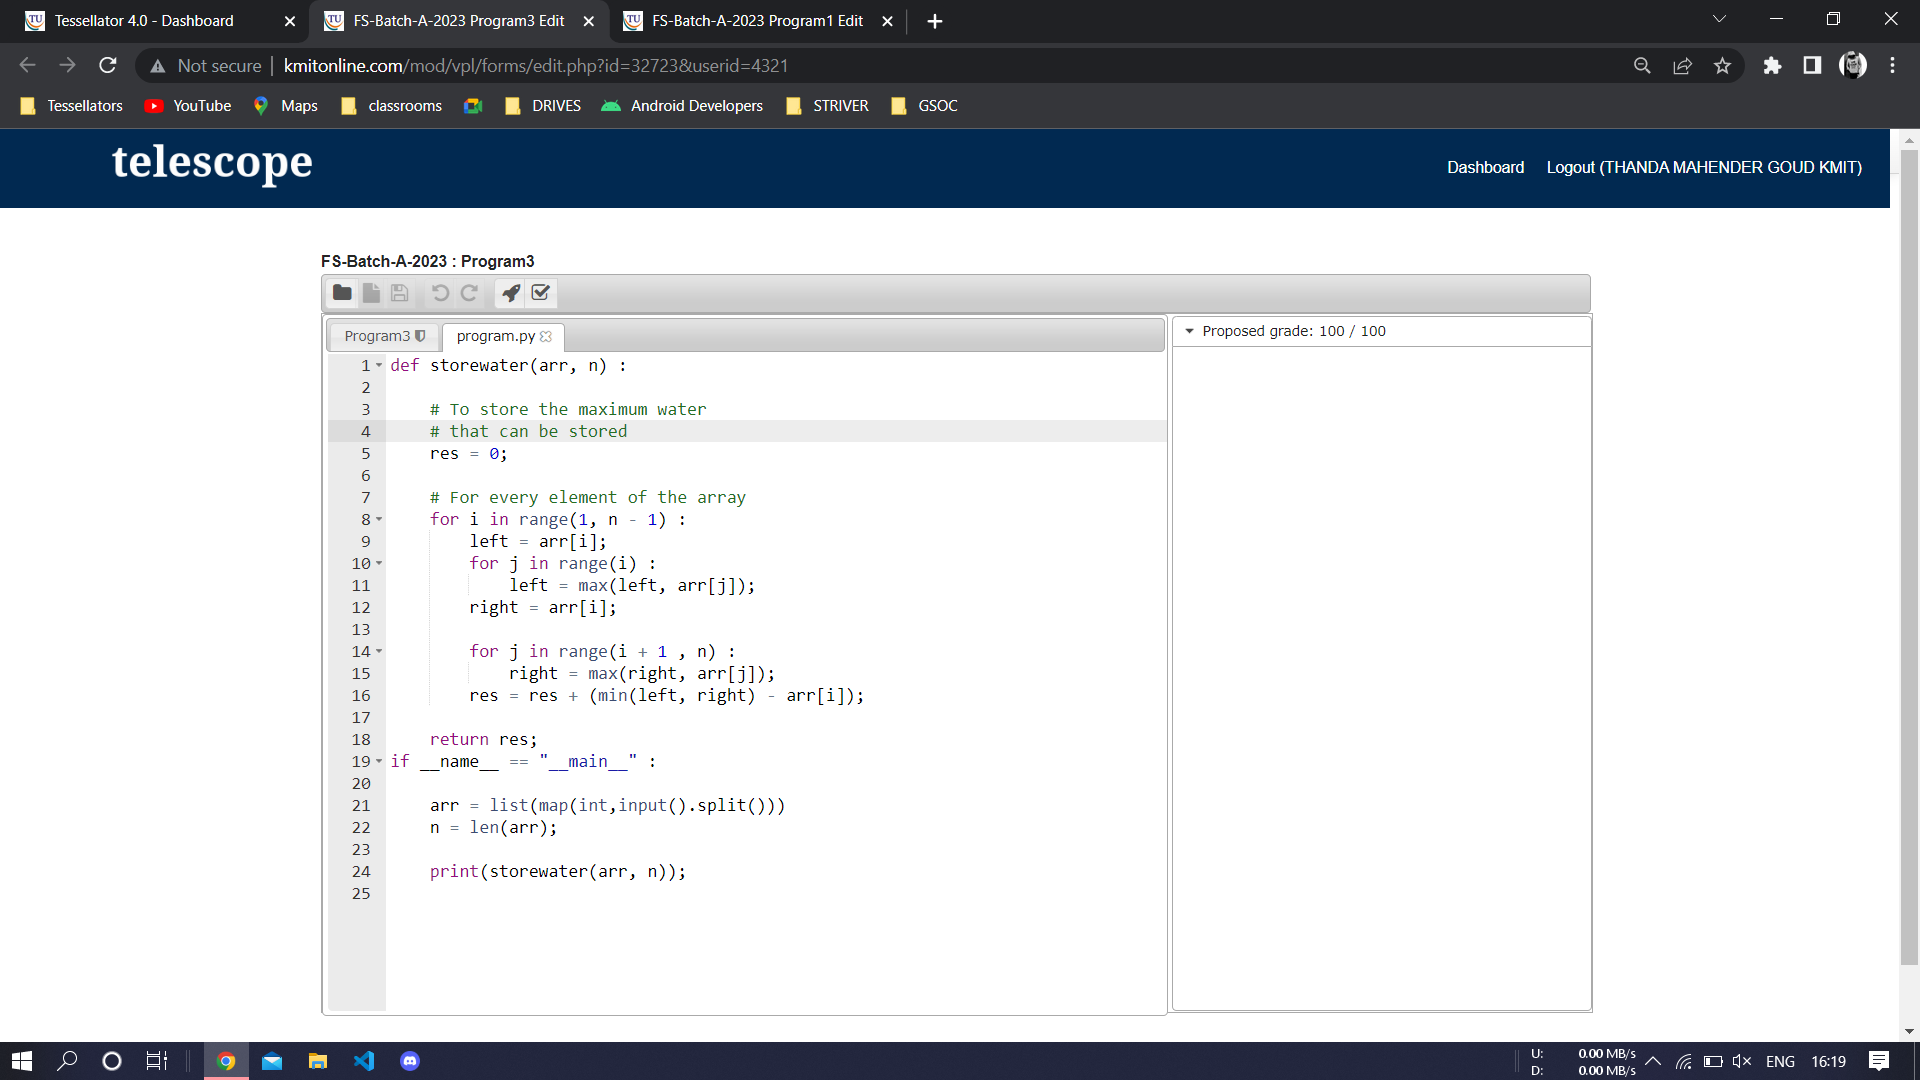 Tessellator 4.0 - Dashboard
FS-Batch-A-2023 Program3 Edit
FS-Batch-A-2023 Program1 Edit
Not secure
kmitonline.com/mod/vpl/forms/edit.php?id=32723&userid=4321
Tessellators
YouTube
Maps
classrooms
DRIVES
Android Developers
STRIVER
GSOC
telescope
Dashboard
Logout (THANDA MAHENDER GOUD KMIT)
FS-Batch-A-2023 : Program3
Program3
program.py
Proposed grade: 100 / 100
1 def storewater(arr, n) :
2
3     # To store the maximum water
4     # that can be stored
5     res = 0;
6
7     # For every element of the array
8     for i in range(1, n - 1) :
9         left = arr[i];
10         for j in range(i) :
11             left = max(left, arr[j]);
12         right = arr[i];
13
14         for j in range(i + 1 , n) :
15             right = max(right, arr[j]);
16         res = res + (min(left, right) - arr[i]);
17
18     return res;
19 if __name__ == "__main__" :
20
21     arr = list(map(int,input().split()))
22     n = len(arr);
23
24     print(storewater(arr, n));
25
U: 0.00 MB/s
D: 0.00 MB/s
ENG
16:19